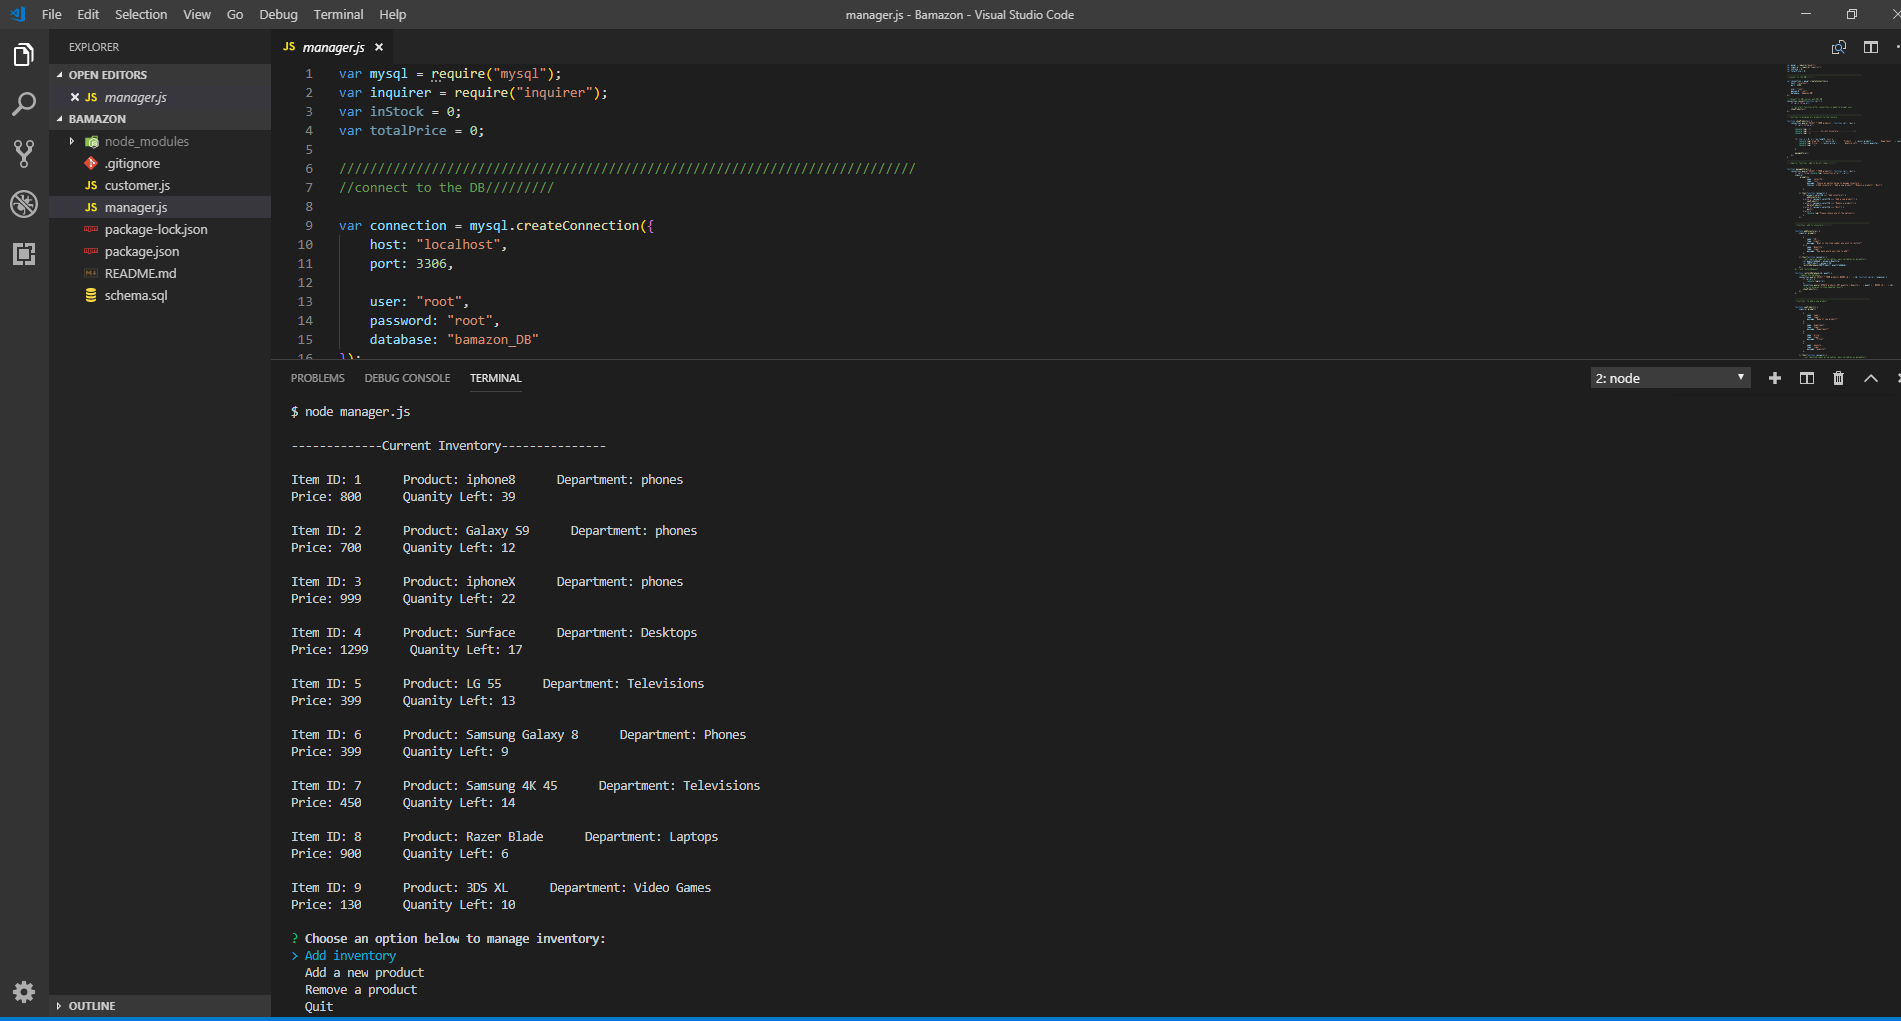 File Edit Selection View Go Debug Terminal Help
manager.js - Bamazon - Visual Studio Code
EXPLORER
OPEN EDITORS
JS manager.js
BAMAZON
node_modules
.gitignore
JS customer.js
JS manager.js
package-lock.json
package.json
README.md
schema.sql
OUTLINE
JS manager.js
1 var mysql = require("mysql");
2 var inquirer = require("inquirer");
3 var inStock = 0;
4 var totalPrice = 0;
5
6 ///////////////////////////////////////////////////////////////////////////
7 //connect to the DB/////////
8
9 var connection = mysql.createConnection({
10 host: "localhost",
11 port: 3306,
12
13 user: "root",
14 password: "root",
15 database: "bamazon_DB"
16 });
PROBLEMS DEBUG CONSOLE TERMINAL
2: node
$ node manager.js
-------------Current Inventory---------------
Item ID: 1 Product: iphone8 Department: phones
Price: 800 Quanity Left: 39
Item ID: 2 Product: Galaxy S9 Department: phones
Price: 700 Quanity Left: 12
Item ID: 3 Product: iphoneX Department: phones
Price: 999 Quanity Left: 22
Item ID: 4 Product: Surface Department: Desktops
Price: 1299 Quanity Left: 17
Item ID: 5 Product: LG 55 Department: Televisions
Price: 399 Quanity Left: 13
Item ID: 6 Product: Samsung Galaxy 8 Department: Phones
Price: 399 Quanity Left: 9
Item ID: 7 Product: Samsung 4K 45 Department: Televisions
Price: 450 Quanity Left: 14
Item ID: 8 Product: Razer Blade Department: Laptops
Price: 900 Quanity Left: 6
Item ID: 9 Product: 3DS XL Department: Video Games
Price: 130 Quanity Left: 10
? Choose an option below to manage inventory:
> Add inventory
Add a new product
Remove a product
Quit